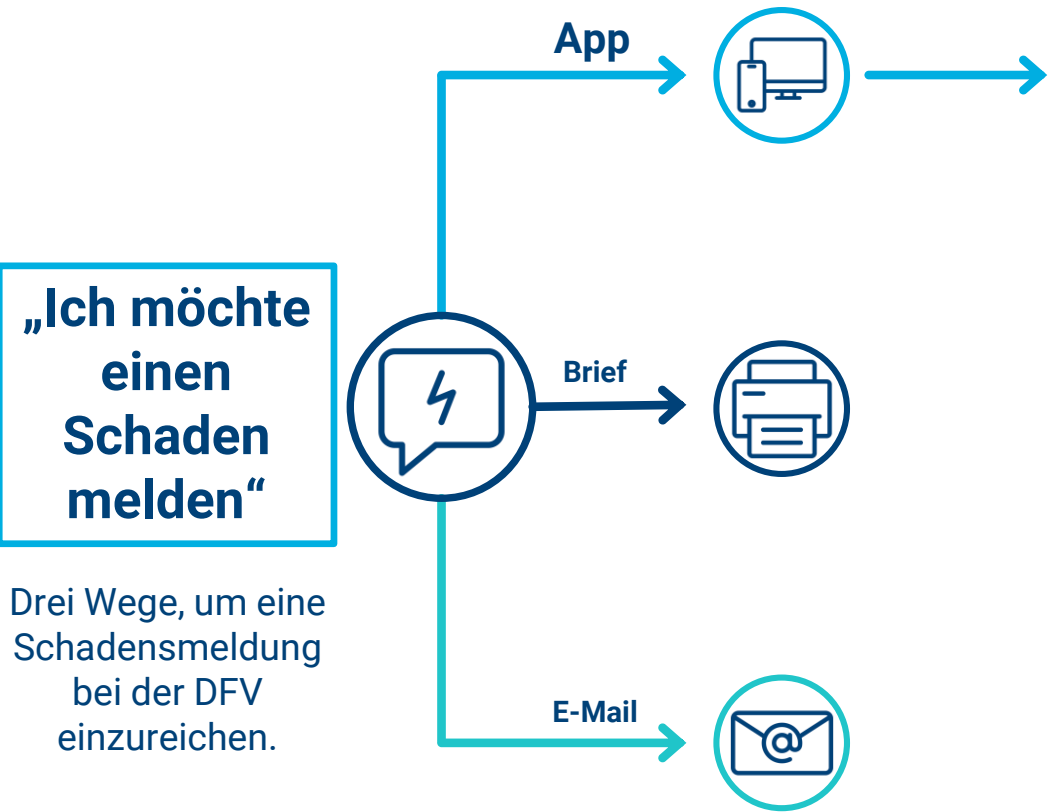 App
„Ich möchte
einen
Schaden
melden“
Brief
Drei Wege, um eine
Schadensmeldung
bei der DFV
einzureichen.
E-Mail
@